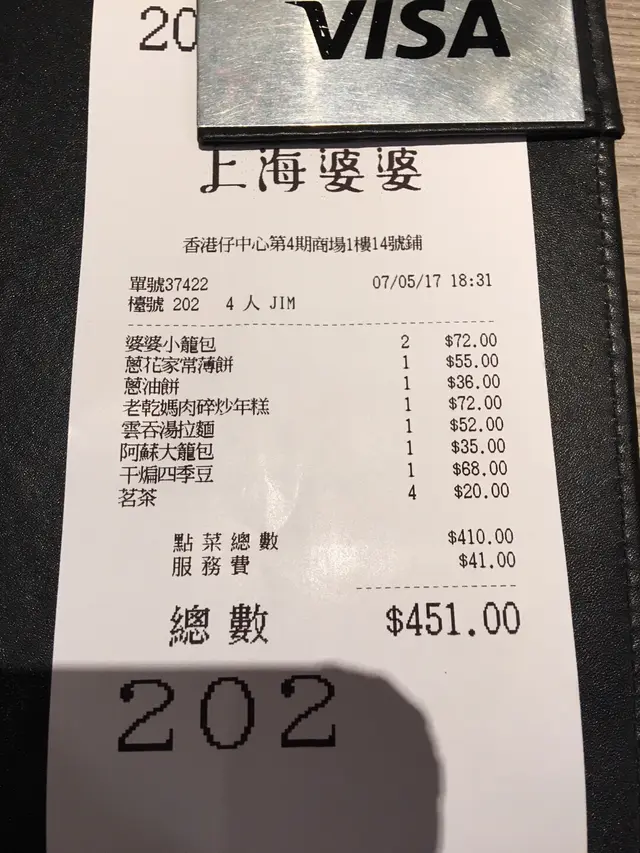 VISA
20
上海婆婆
香港仔中心第4期商場1樓14號鋪
單號37422 07/05/17 18:31
檯號 202 4 人 JIM
婆婆小籠包 2 $72.00
蔥花家常薄餅 1 $55.00
蔥油餅 1 $36.00
老乾媽肉碎炒年糕 1 $72.00
雲吞湯拉麵 1 $52.00
阿蘇大籠包 1 $35.00
干煸四季豆 1 $68.00
茗茶 4 $20.00
點菜總數 $410.00
服務費 $41.00
總數 $451.00
202